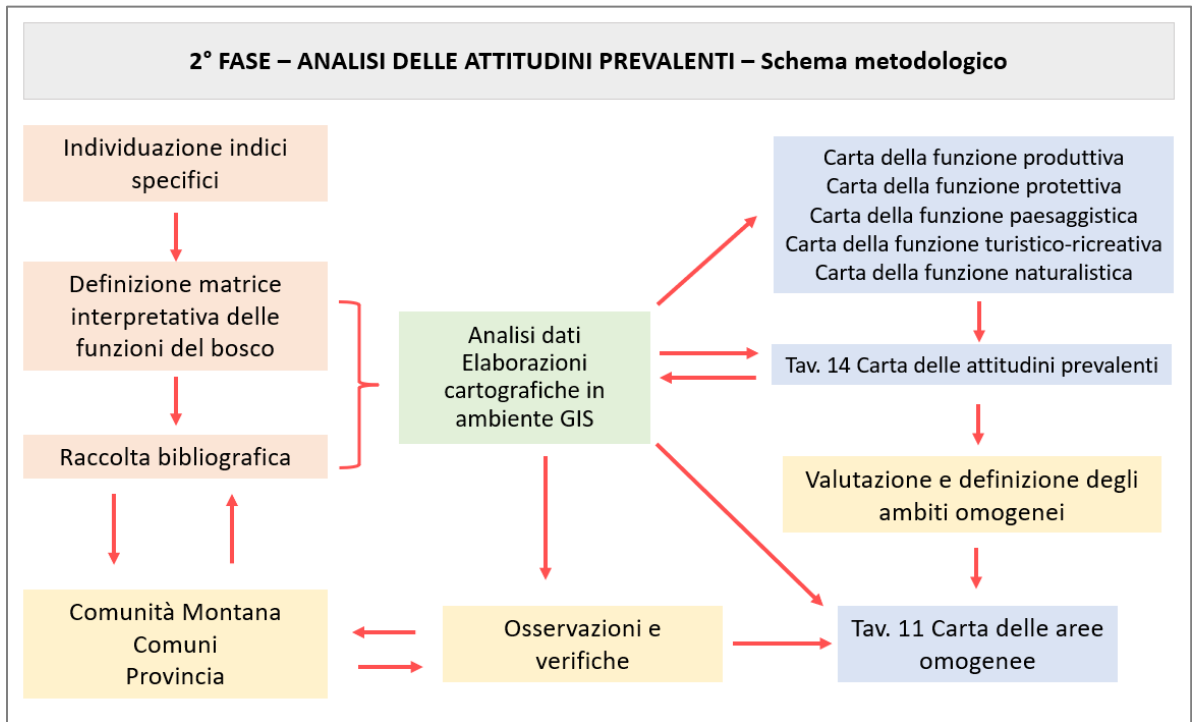 2° FASE – ANALISI DELLE ATTITUDINI PREVALENTI – Schema metodologico
Individuazione indici
specifici
Definizione matrice
interpretativa delle
funzioni del bosco
Raccolta bibliografica
Comunità Montana
Comuni
Provincia
Analisi dati
Elaborazioni
cartografiche in
ambiente GIS
Osservazioni e
verifiche
Carta della funzione produttiva
Carta della funzione protettiva
Carta della funzione paesaggistica
Carta della funzione turistico-ricreativa
Carta della funzione naturalistica
Tav. 14 Carta delle attitudini prevalenti
Valutazione e definizione degli
ambiti omogenei
Tav. 11 Carta delle aree
omogenee